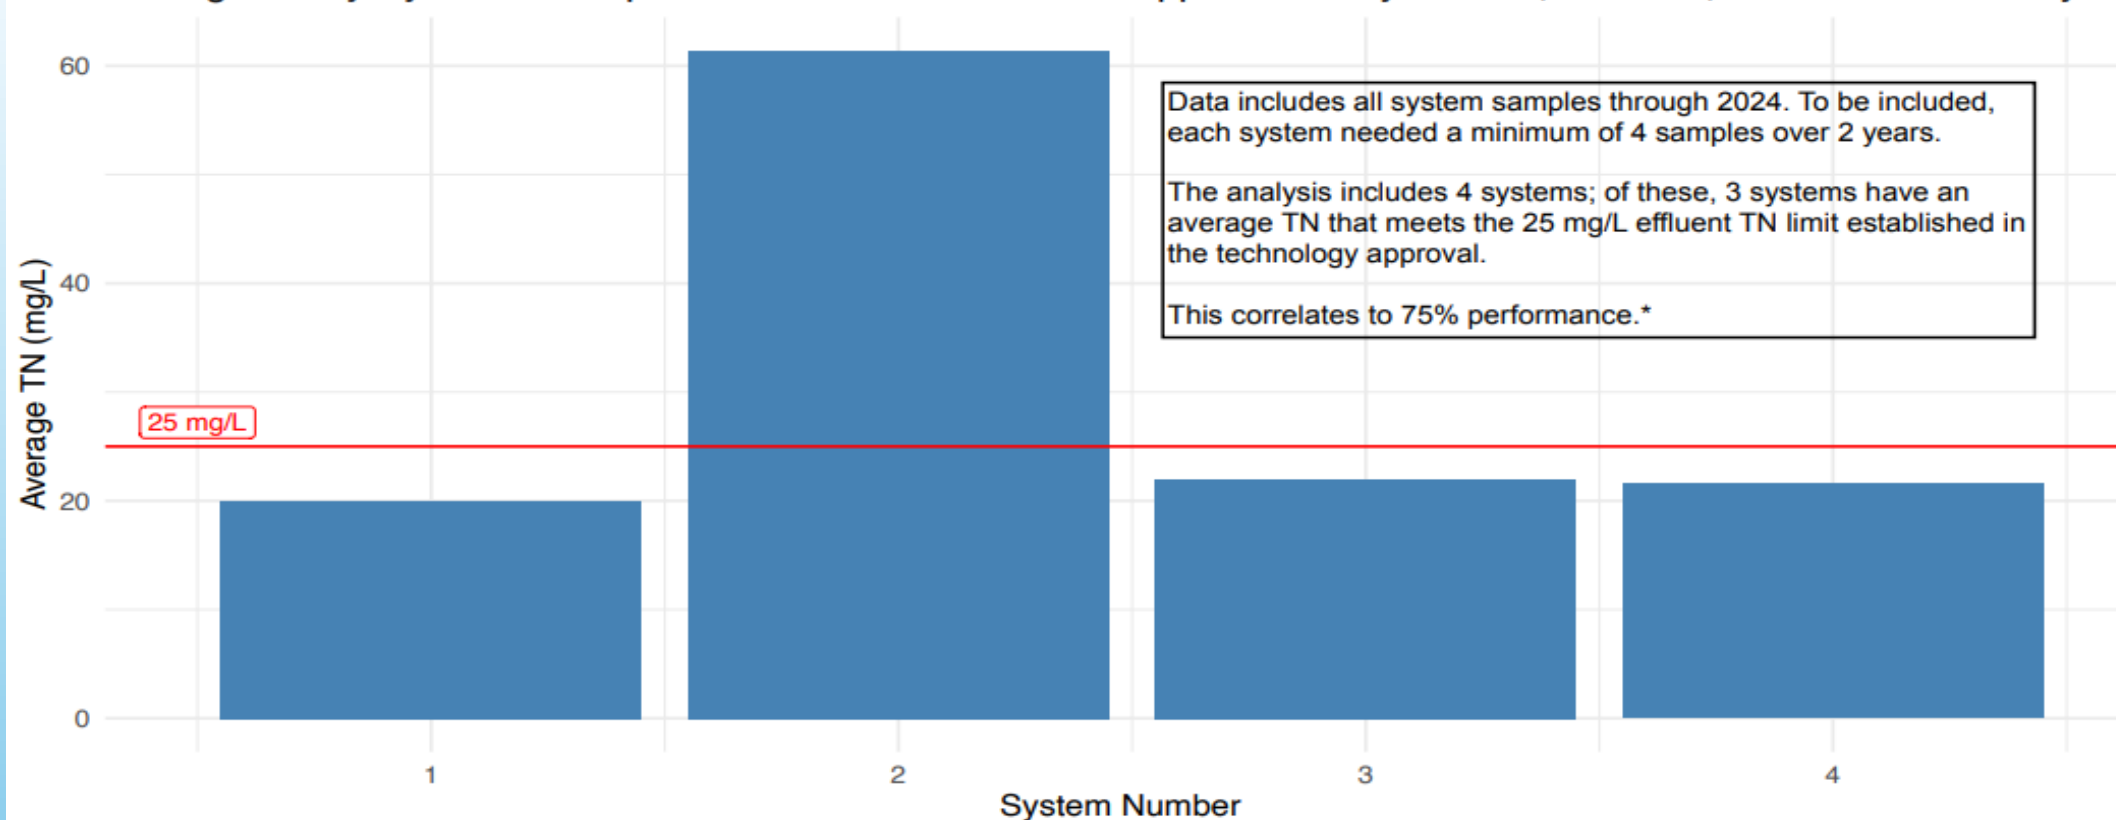 60
40
20
0
Average TN (mg/L)
25 mg/L
Data includes all system samples through 2024. To be included,
each system needed a minimum of 4 samples over 2 years.
The analysis includes 4 systems; of these, 3 systems have an
average TN that meets the 25 mg/L effluent TN limit established in
the technology approval.
This correlates to 75% performance.*
1 2 3 4
System Number